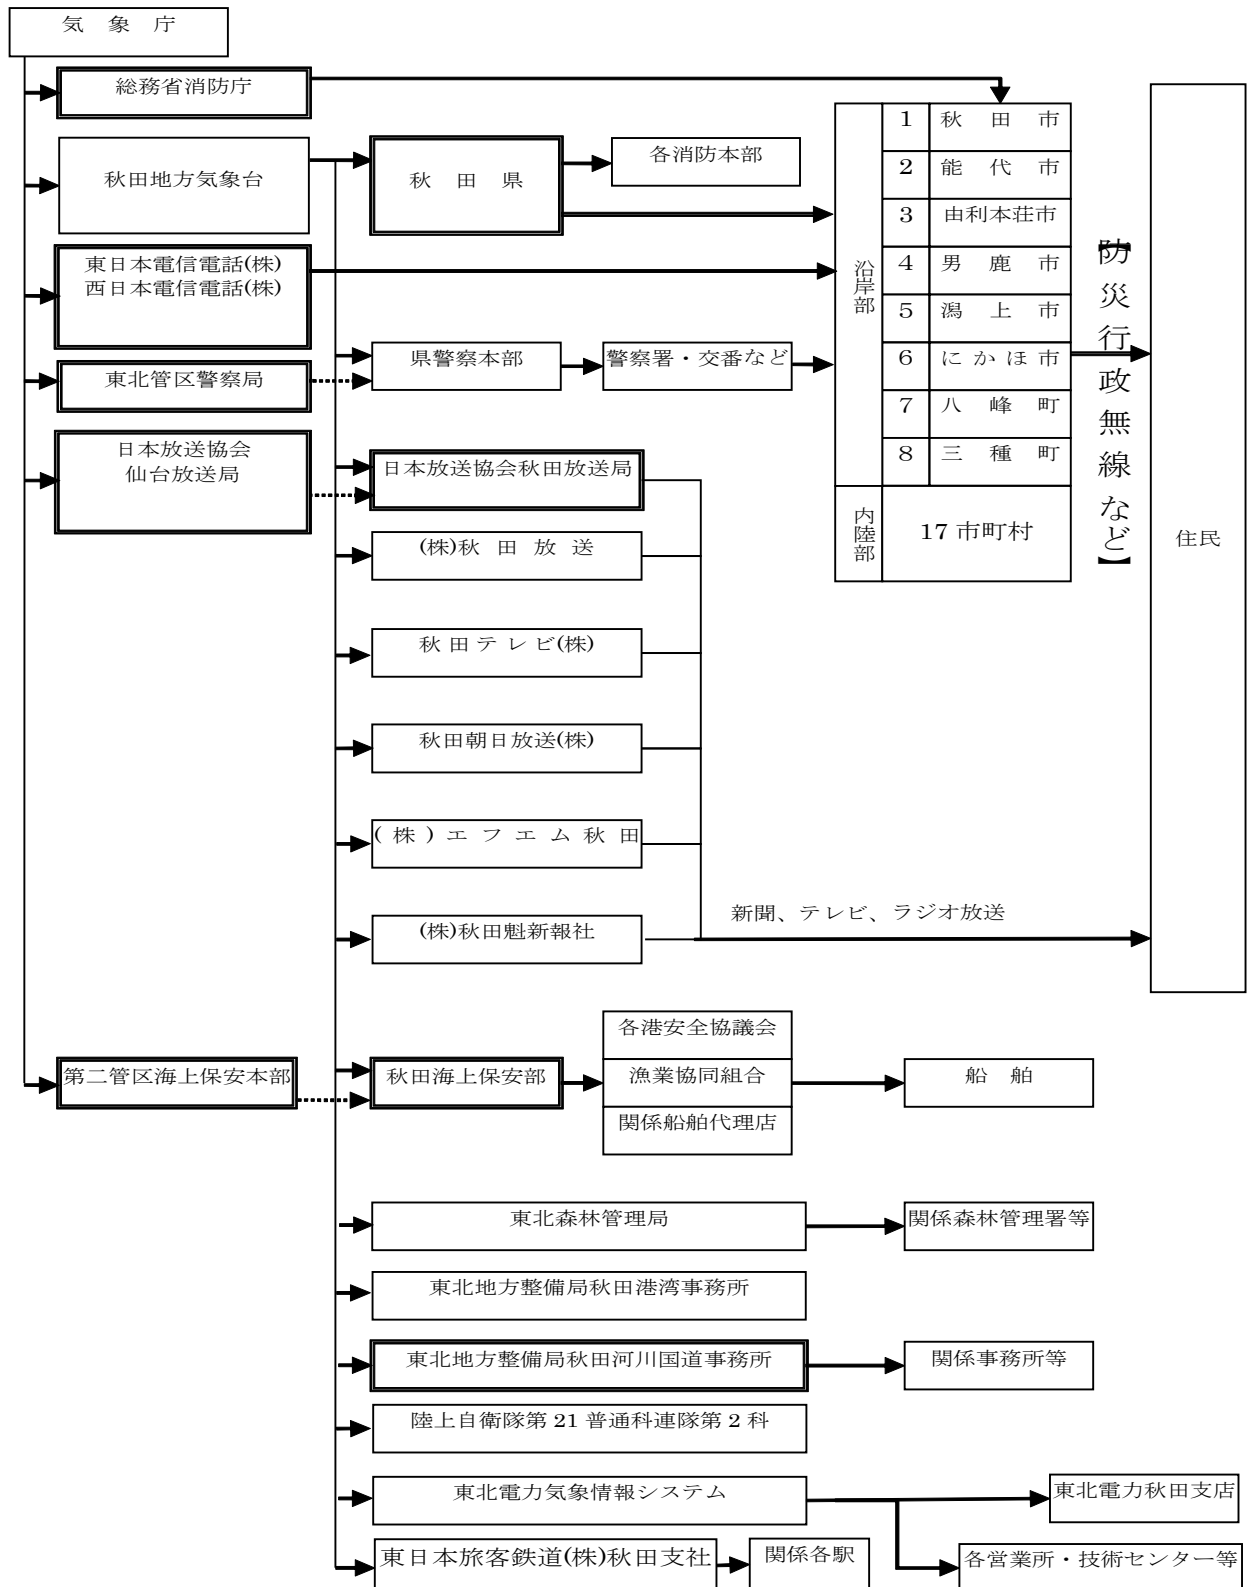 気象庁
総務省消防庁
秋田地方気象台
秋田県
各消防本部
東日本電信電話(株)
西日本電信電話(株)
東北管区警察局
県警察本部
警察署・交番など
日本放送協会
仙台放送局
日本放送協会秋田放送局
(株)秋田放送
秋田テレビ(株)
秋田朝日放送(株)
(株)エフエム秋田
(株)秋田魁新報社
沿岸部
1 秋田市
2 能代市
3 由利本荘市
4 男鹿市
5 潟上市
6 にかほ市
7 八峰町
8 三種町
内陸部
17市町村
【防災行政無線など】
住民
新聞、テレビ、ラジオ放送
第二管区海上保安本部
秋田海上保安部
各港安全協議会
漁業協同組合
関係船舶代理店
船舶
東北森林管理局
関係森林管理署等
東北地方整備局秋田港湾事務所
東北地方整備局秋田河川国道事務所
関係事務所等
陸上自衛隊第21普通科連隊第2科
東北電力気象情報システム
東北電力秋田支店
各営業所・技術センター等
東日本旅客鉄道(株)秋田支社
関係各駅